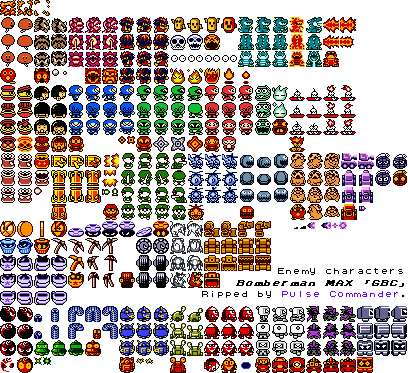 Enemy characters
Bomberman MAX 「GBC」
Ripped by Pulse Commander.